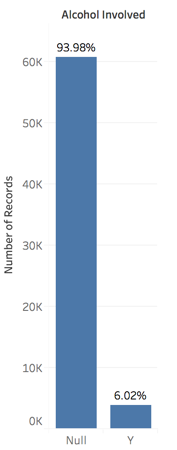 Alcohol Involved
93.98%
60K
50K
40K
30K
20K
10K
6.02%
0K
Number of Records
Null
Y